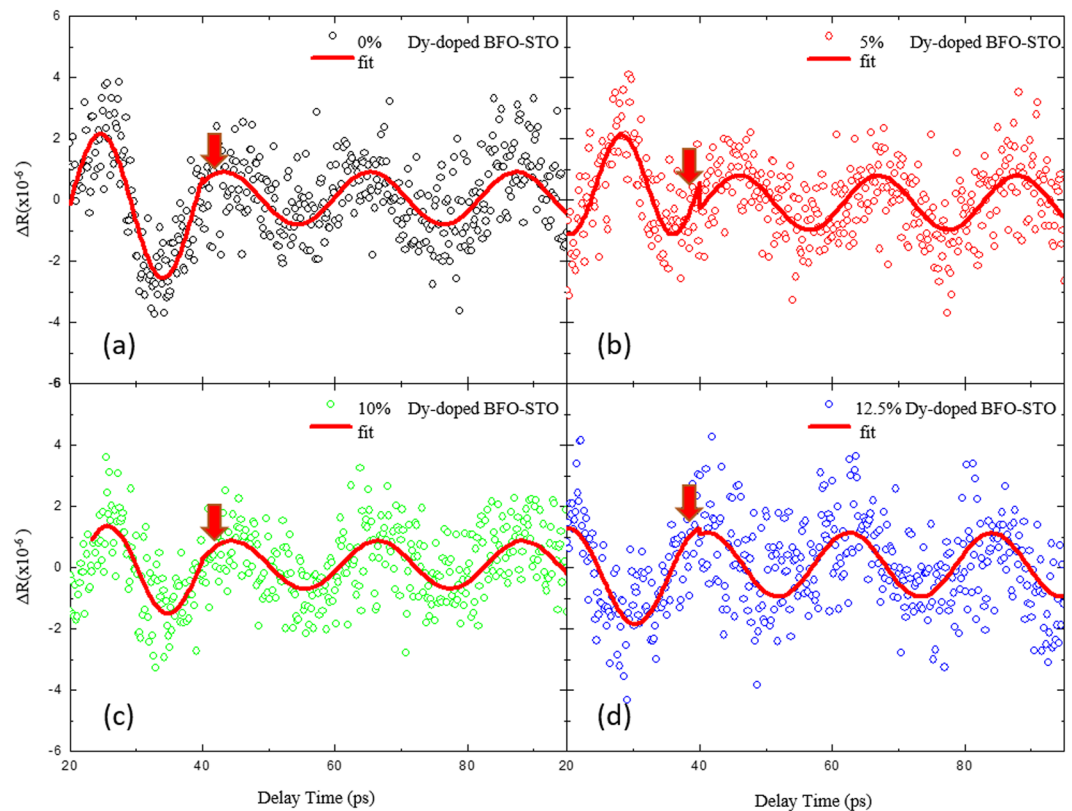 6
4
2
0
-2
-4
-6
ΔR(x10⁻⁶)
0% Dy-doped BFO-STO
fit
(a)
5% Dy-doped BFO-STO.
fit
(b)
6
4
2
0
-2
-4
-6
ΔR(x10⁻⁶)
10% Dy-doped BFO-STO
fit
(c)
12.5% Dy-doped BFO-STO
fit
(d)
20 40 60 80 20 40 60 80
Delay Time (ps) Delay Time (ps)